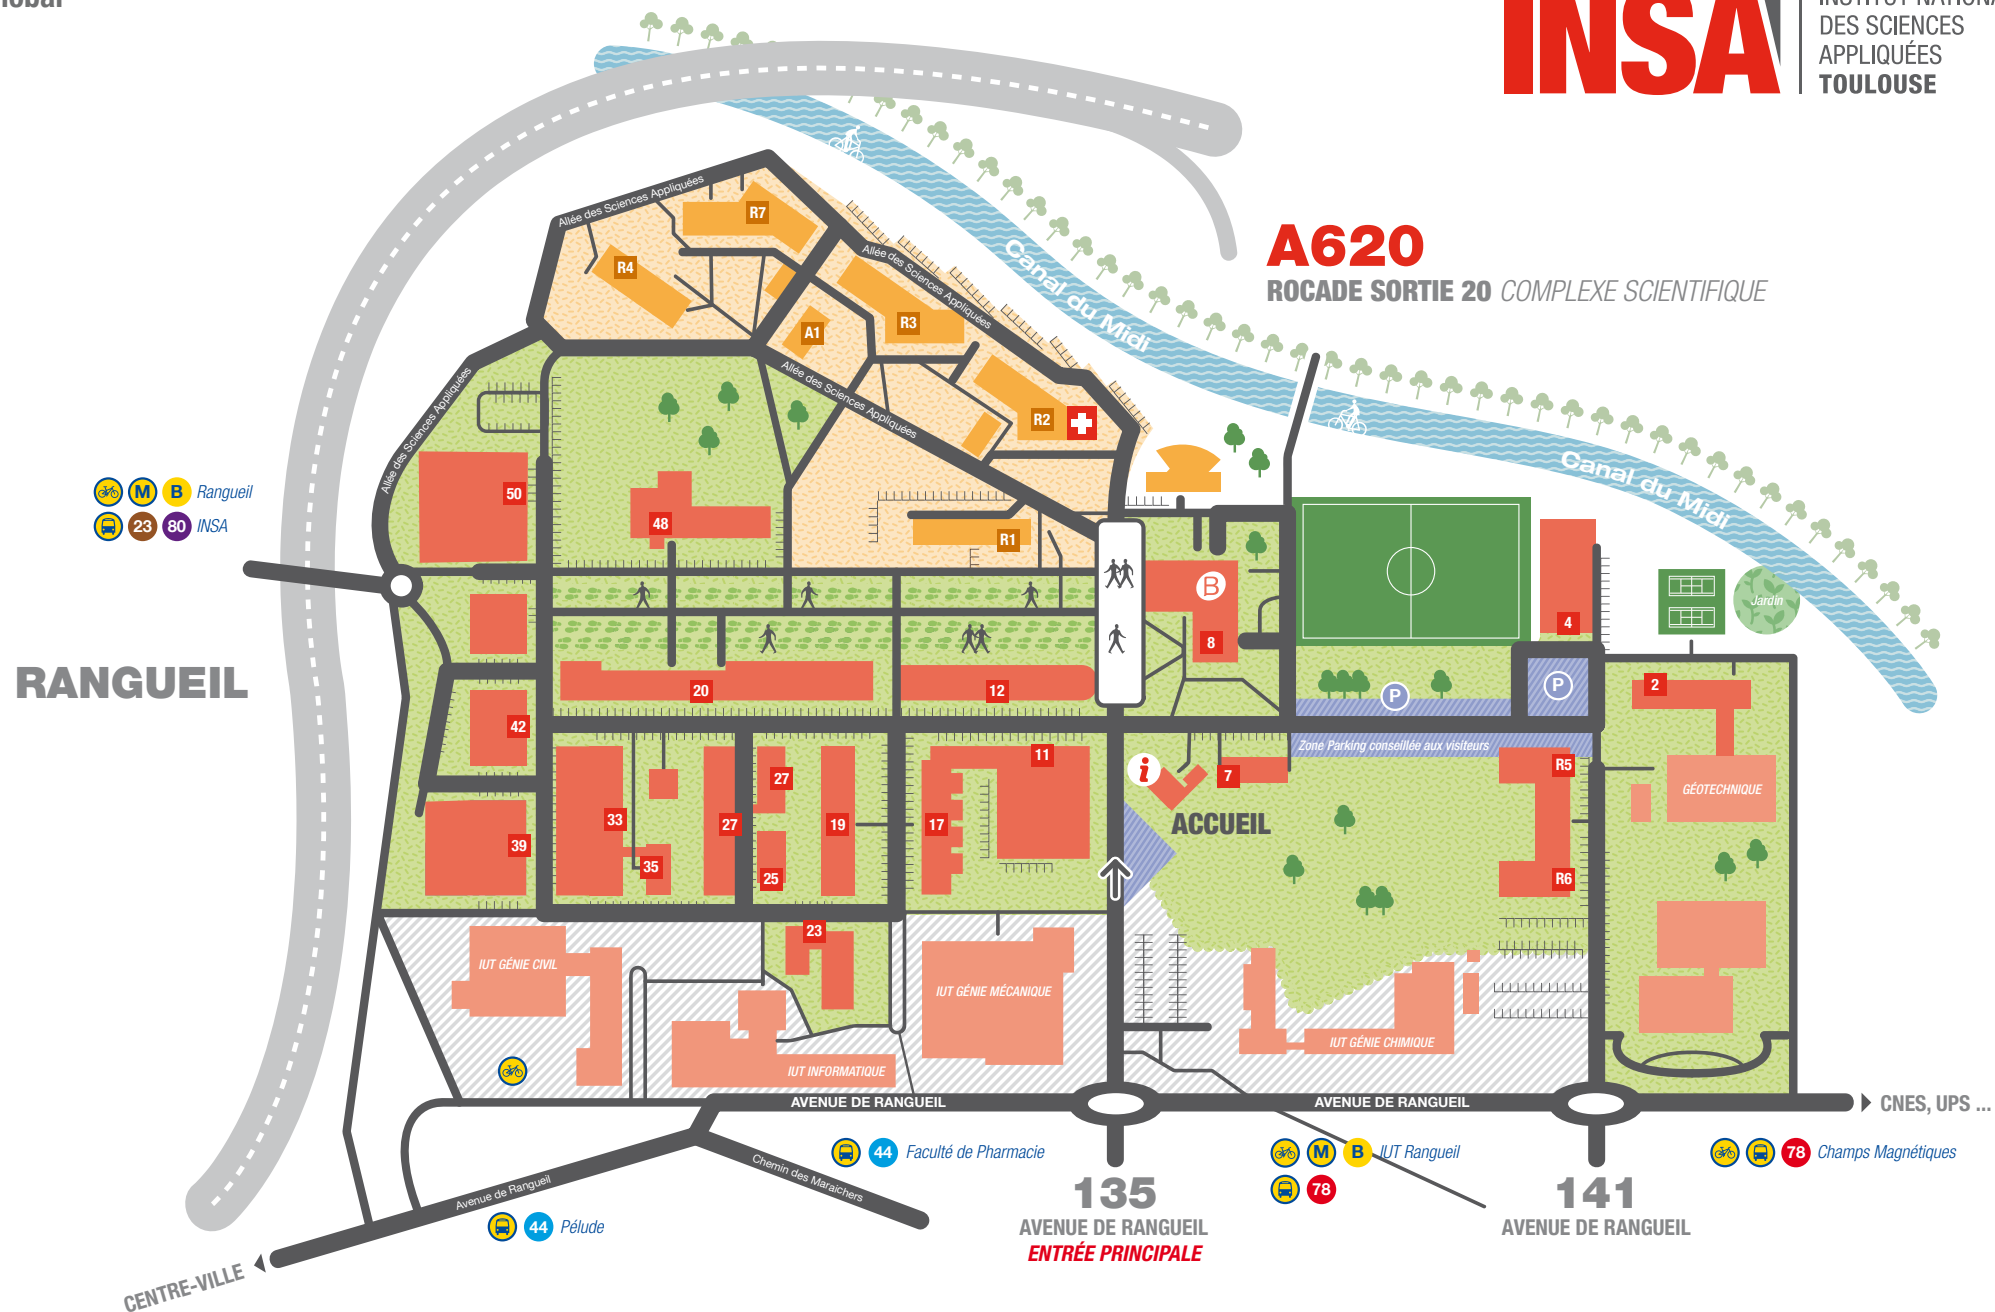 INSA
DES SCIENCES
APPLIQUÉES
TOULOUSE
A620
ROCADE SORTIE 20 COMPLEXE SCIENTIFIQUE
Canal du Midi
Canal du Midi
Allée des Sciences Appliquées
Allée des Sciences Appliquées
Allée des Sciences Appliquées
Allée des Sciences Appliquées
R7
R4
R3
A1
R2
R1
M B Rangueil
23 80 INSA
50
48
B
8
4
Jardin
RANGUEIL
20
12
P
P
2
42
Zone Parking conseillée aux visiteurs
11
i
7
R5
27
GÉOTECHNIQUE
33
27
19
17
ACCUEIL
39
35
25
R6
23
IUT GÉNIE CIVIL
IUT GÉNIE MÉCANIQUE
IUT GÉNIE CHIMIQUE
IUT INFORMATIQUE
AVENUE DE RANGUEIL
AVENUE DE RANGUEIL
CNES, UPS ...
44 Faculté de Pharmacie
M B IUT Rangueil
78
78 Champs Magnétiques
Chemin des Maraichers
Avenue de Rangueil
44 Pélude
135
AVENUE DE RANGUEIL
ENTRÉE PRINCIPALE
141
AVENUE DE RANGUEIL
CENTRE-VILLE